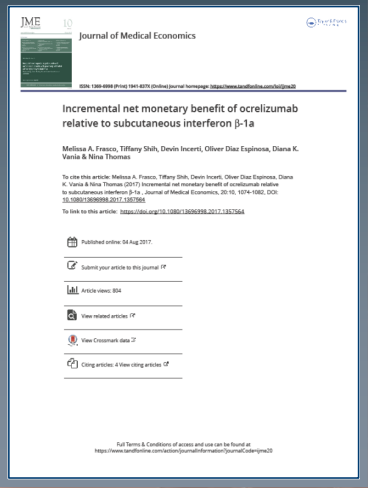 JME
Journal of Medical Economics
ISSN: 1369-6998 (Print) 1941-837X (Online) Journal homepage: https://www.tandfonline.com/loi/ijme20
Incremental net monetary benefit of ocrelizumab
relative to subcutaneous interferon β-1a
Melissa A. Frasco, Tiffany Shih, Devin Incerti, Oliver Diaz Espinosa, Diana K.
Vania & Nina Thomas
To cite this article: Melissa A. Frasco, Tiffany Shih, Devin Incerti, Oliver Diaz Espinosa, Diana
K. Vania & Nina Thomas (2017) Incremental net monetary benefit of ocrelizumab relative
to subcutaneous interferon β-1a , Journal of Medical Economics, 20:10, 1074-1082, DOI:
10.1080/13696998.2017.1357564
To link to this article: https://doi.org/10.1080/13696998.2017.1357564
Published online: 04 Aug 2017.
Submit your article to this journal
Article views: 804
View related articles
View Crossmark data
Citing articles: 4 View citing articles
Full Terms & Conditions of access and use can be found at
https://www.tandfonline.com/action/journalInformation?journalCode=ijme20